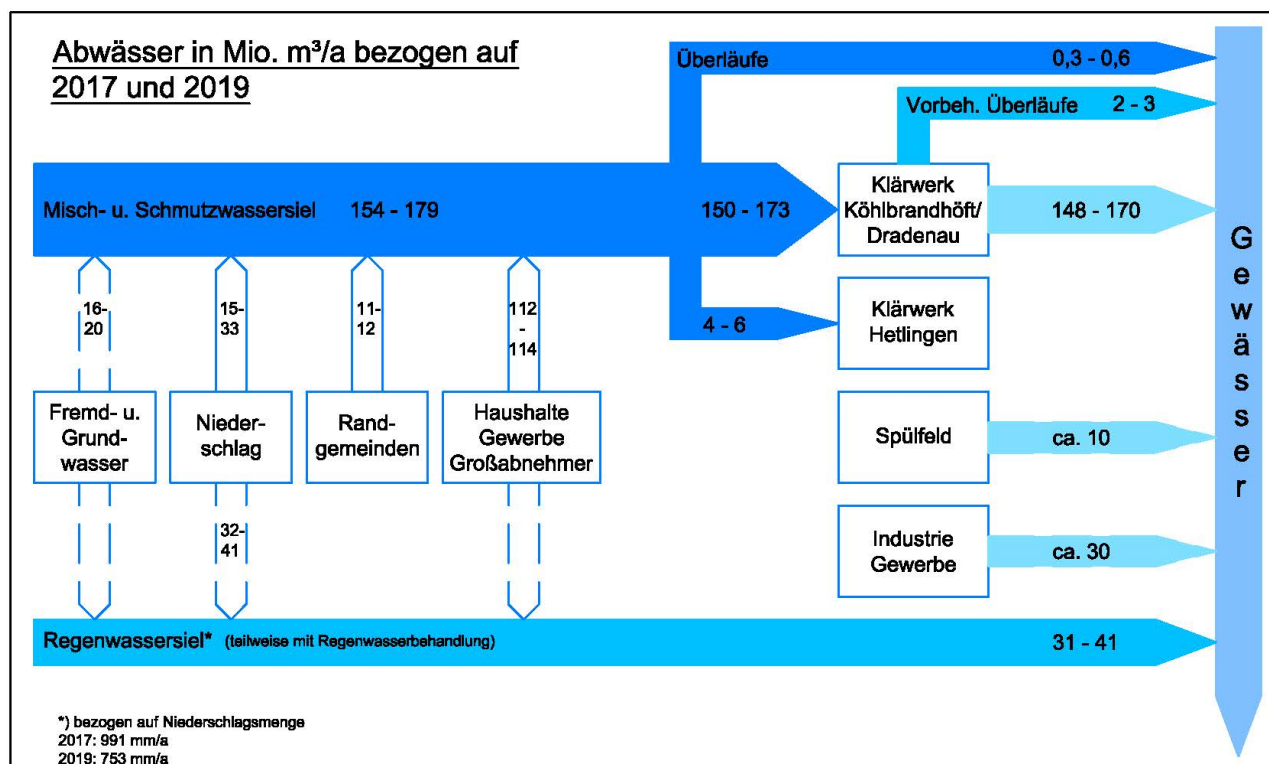 Abwässer in Mio. m³/a bezogen auf
2017 und 2019
Überläufe
0,3 - 0,6
Vorbeh. Überläufe
2 - 3
Misch- u. Schmutzwassersiel
154 - 179
150 - 173
Klärwerk
Köhlbrandhöft/
Dradenau
148 - 170
Gewässer
16-
20
15-
33
11-
12
112
-
114
4 - 6
Klärwerk
Hetlingen
Fremd- u.
Grund-
wasser
Nieder-
schlag
Rand-
gemeinden
Haushalte
Gewerbe
Großabnehmer
Spülfeld
ca. 10
32-
41
Industrie
Gewerbe
ca. 30
Regenwassersiel* (teilweise mit Regenwasserbehandlung)
31 - 41
*) bezogen auf Niederschlagsmenge
2017: 991 mm/a
2019: 753 mm/a